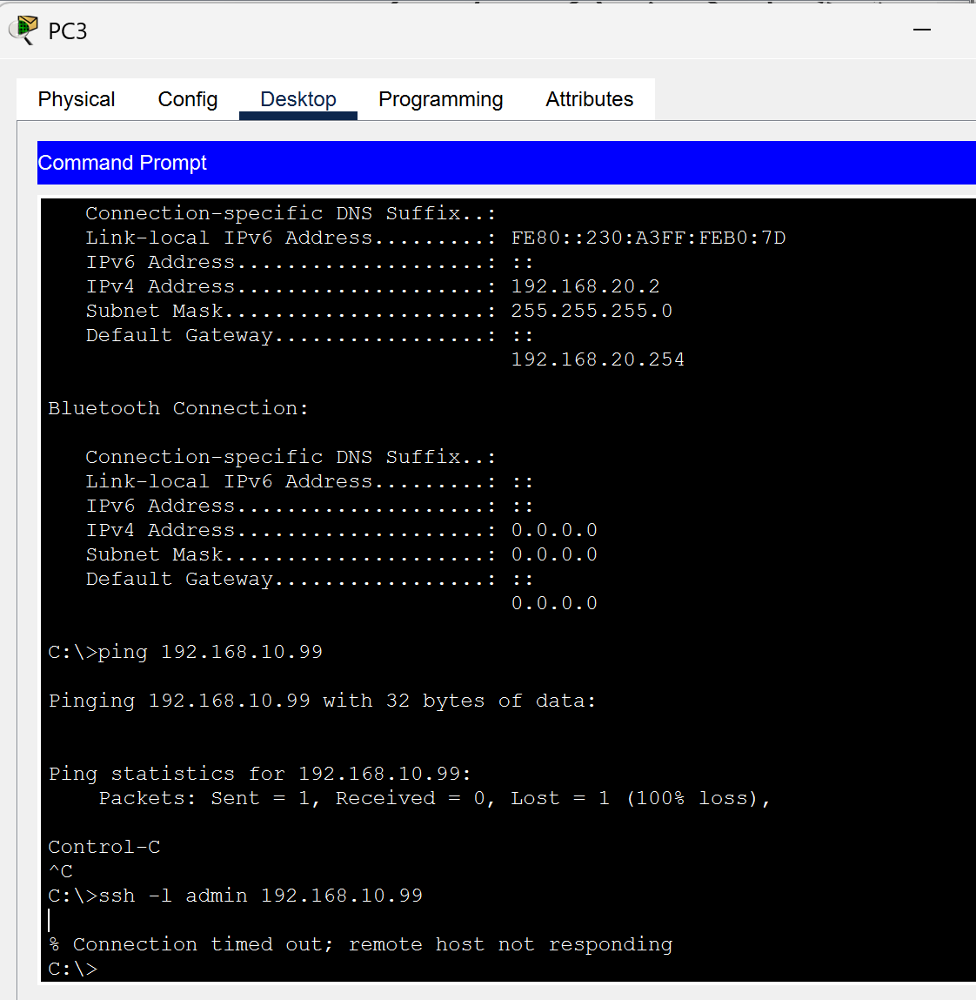 PC3
Physical Config Desktop Programming Attributes
Command Prompt
Connection-specific DNS Suffix..:
Link-local IPv6 Address.........: FE80::230:A3FF:FEB0:7D
IPv6 Address....................: ::
IPv4 Address....................: 192.168.20.2
Subnet Mask.....................: 255.255.255.0
Default Gateway.................: ::
192.168.20.254
Bluetooth Connection:
Connection-specific DNS Suffix..:
Link-local IPv6 Address.........: ::
IPv6 Address....................: ::
IPv4 Address....................: 0.0.0.0
Subnet Mask.....................: 0.0.0.0
Default Gateway.................: ::
0.0.0.0
C:\>ping 192.168.10.99
Pinging 192.168.10.99 with 32 bytes of data:
Ping statistics for 192.168.10.99:
Packets: Sent = 1, Received = 0, Lost = 1 (100% loss),
Control-C
^C
C:\>ssh -l admin 192.168.10.99
% Connection timed out; remote host not responding
C:\>